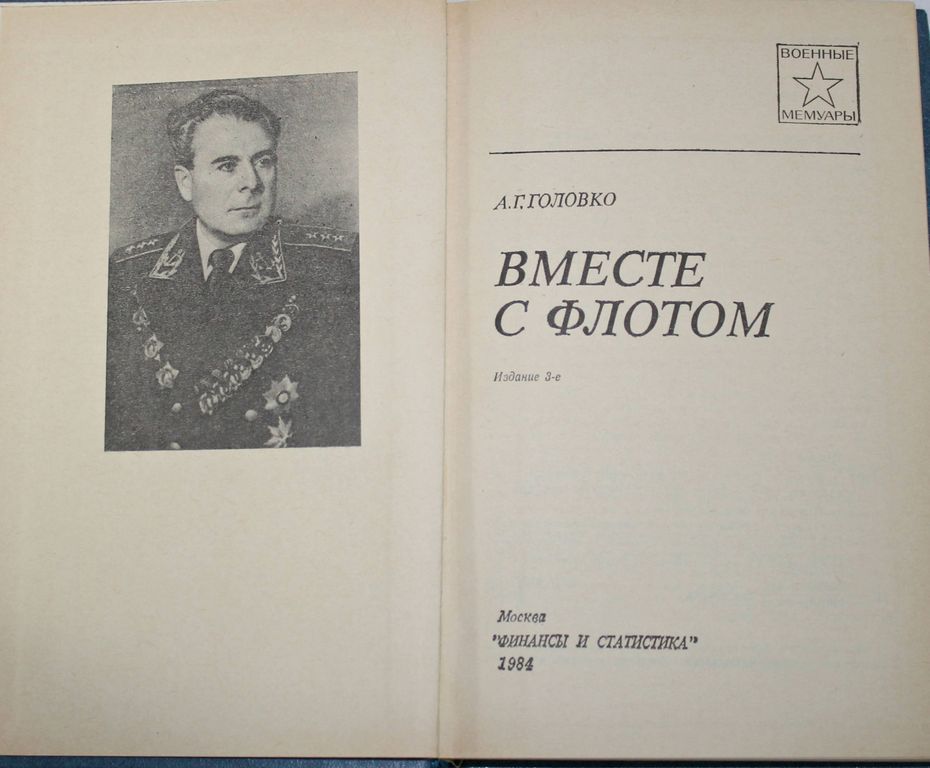 ВОЕННЫЕ
МЕМУАРЫ
А.Г.ГОЛОВКО
ВМЕСТЕ
С ФЛОТОМ
Издание 3-е
Москва
"ФИНАНСЫ И СТАТИСТИКА"
1984